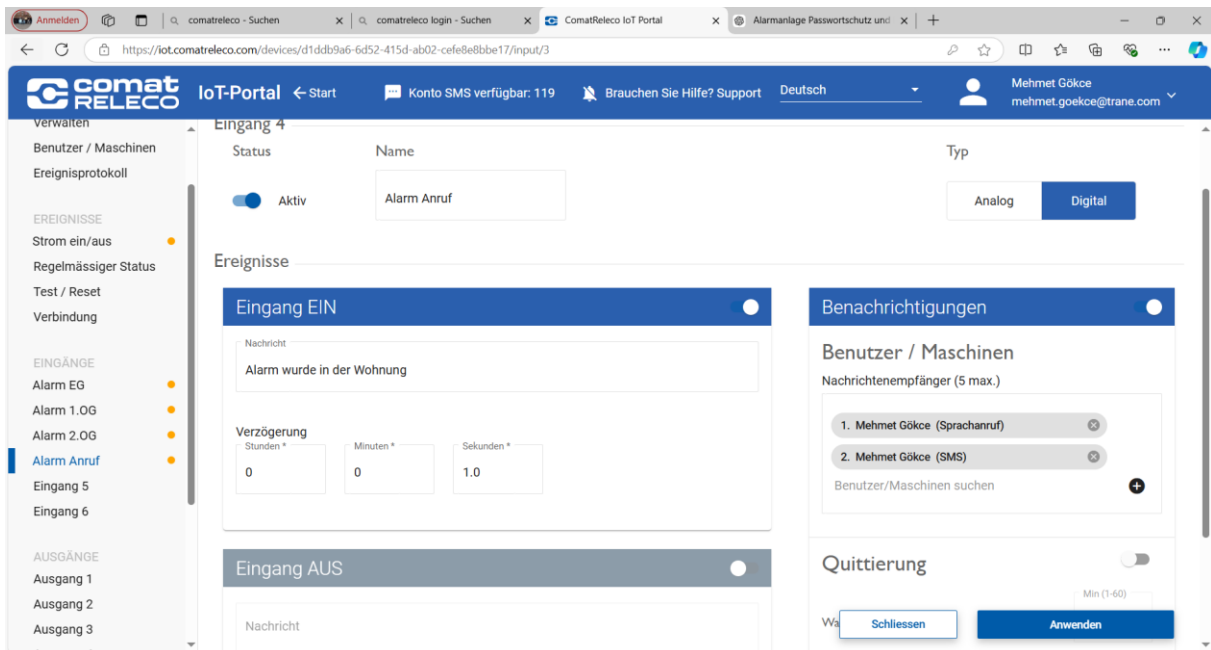 Anmelden
comatreleco - Suchen
comatreleco login - Suchen
ComatReleco IoT Portal
Alarmanlage Passwortschutz und
https://iot.comatreleco.com/devices/d1ddb9a6-6d52-415d-ab02-cefe8e8bbe17/input/3
comat RELECO
IoT-Portal
Start
Konto SMS verfügbar: 119
Brauchen Sie Hilfe? Support
Deutsch
Mehmet Gökce
mehmet.goekce@trane.com
Verwalten
Benutzer / Maschinen
Ereignisprotokoll
EREIGNISSE
Strom ein/aus
Regelmässiger Status
Test / Reset
Verbindung
EINGÄNGE
Alarm EG
Alarm 1.OG
Alarm 2.OG
Alarm Anruf
Eingang 5
Eingang 6
AUSGÄNGE
Ausgang 1
Ausgang 2
Ausgang 3
Eingang 4
Status
Name
Typ
Aktiv
Alarm Anruf
Analog
Digital
Ereignisse
Eingang EIN
Nachricht
Alarm wurde in der Wohnung
Verzögerung
Stunden *
Minuten *
Sekunden *
0
0
1.0
Eingang AUS
Nachricht
Benachrichtigungen
Benutzer / Maschinen
Nachrichtenempfänger (5 max.)
1. Mehmet Gökce (Sprachanruf)
2. Mehmet Gökce (SMS)
Benutzer/Maschinen suchen
Quittierung
Min (1-60)
Schliessen
Anwenden